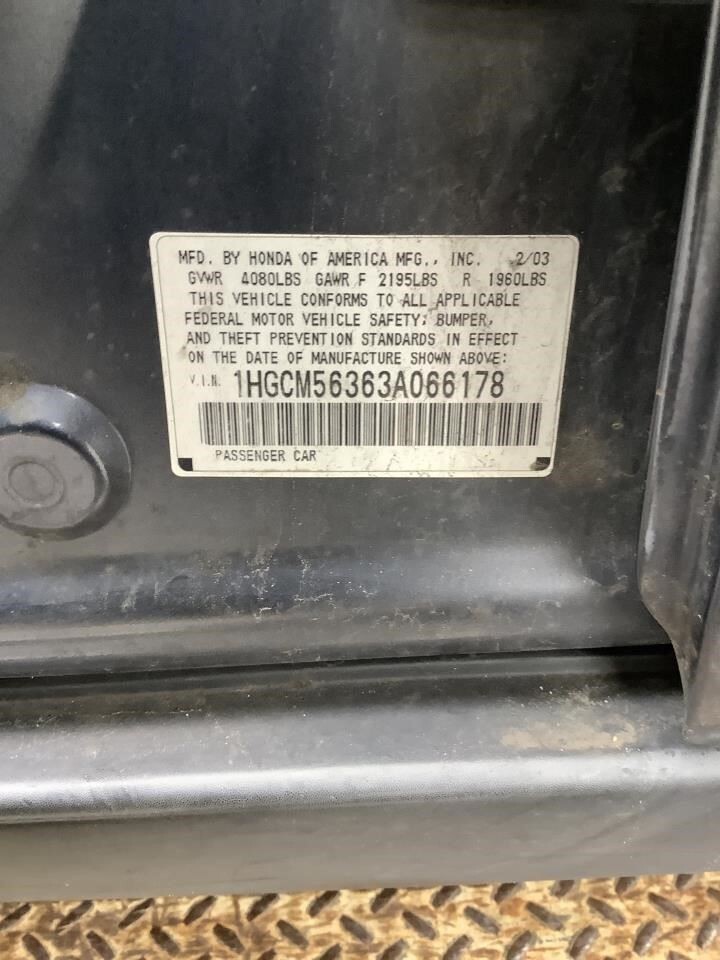 MFD. BY HONDA OF AMERICA MFG., INC. 2/03
GVWR 4080LBS GAWR F 2195LBS R 1960LBS
THIS VEHICLE CONFORMS TO ALL APPLICABLE
FEDERAL MOTOR VEHICLE SAFETY, BUMPER,
AND THEFT PREVENTION STANDARDS IN EFFECT
ON THE DATE OF MANUFACTURE SHOWN ABOVE:
V.I.N. 1HGCM56363A066178
PASSENGER CAR